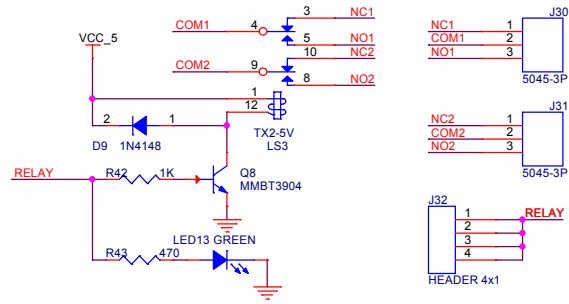 3 NC1
COM1 4
5 NO1
10 NC2
COM2 9
8 NO2
VCC_5
1
12
TX2-5V
LS3
2 1
D9 1N4148
Q8
MMBT3904
RELAY
R42 1K
LED13 GREEN
R43 470
J30
NC1 1
COM1 2
NO1 3
5045-3P
J31
NC2 1
COM2 2
NO2 3
5045-3P
J32
1 RELAY
2
3
4
HEADER 4x1